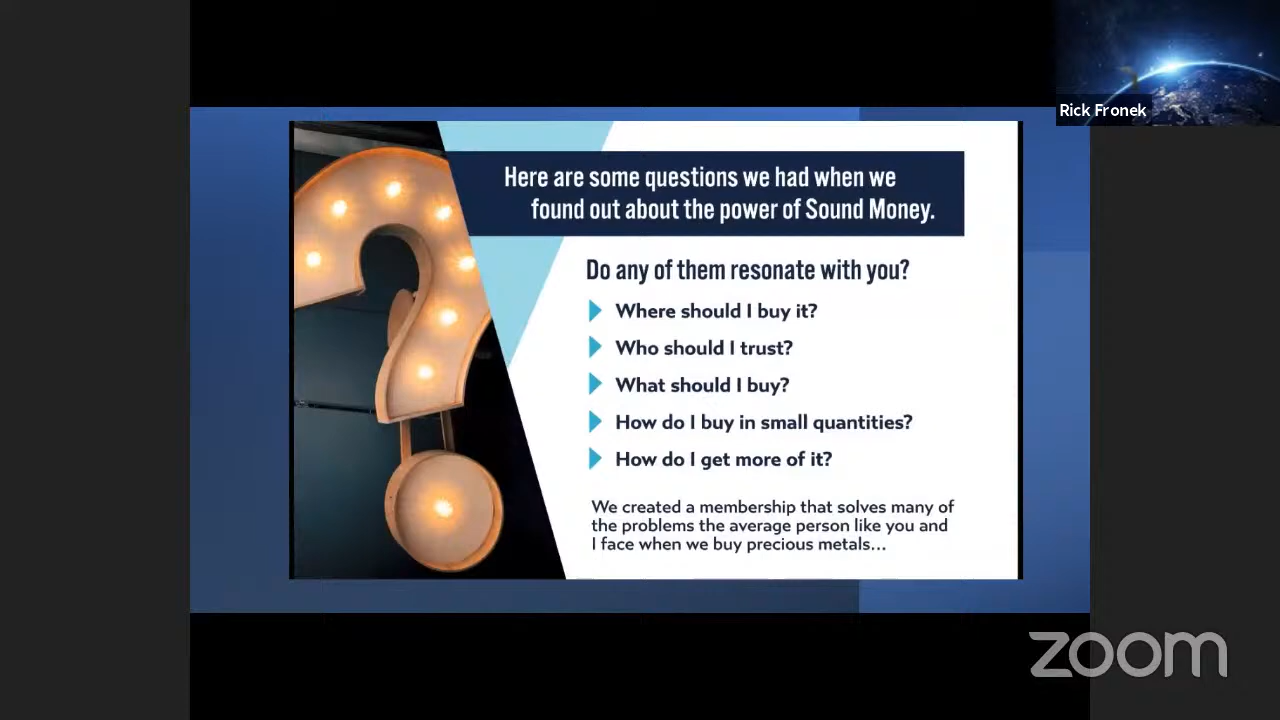 Rick Fronek
Here are some questions we had when we
found out about the power of Sound Money.
Do any of them resonate with you?
Where should I buy it?
Who should I trust?
What should I buy?
How do I buy in small quantities?
How do I get more of it?
We created a membership that solves many of
the problems the average person like you and
I face when we buy precious metals...
zoom